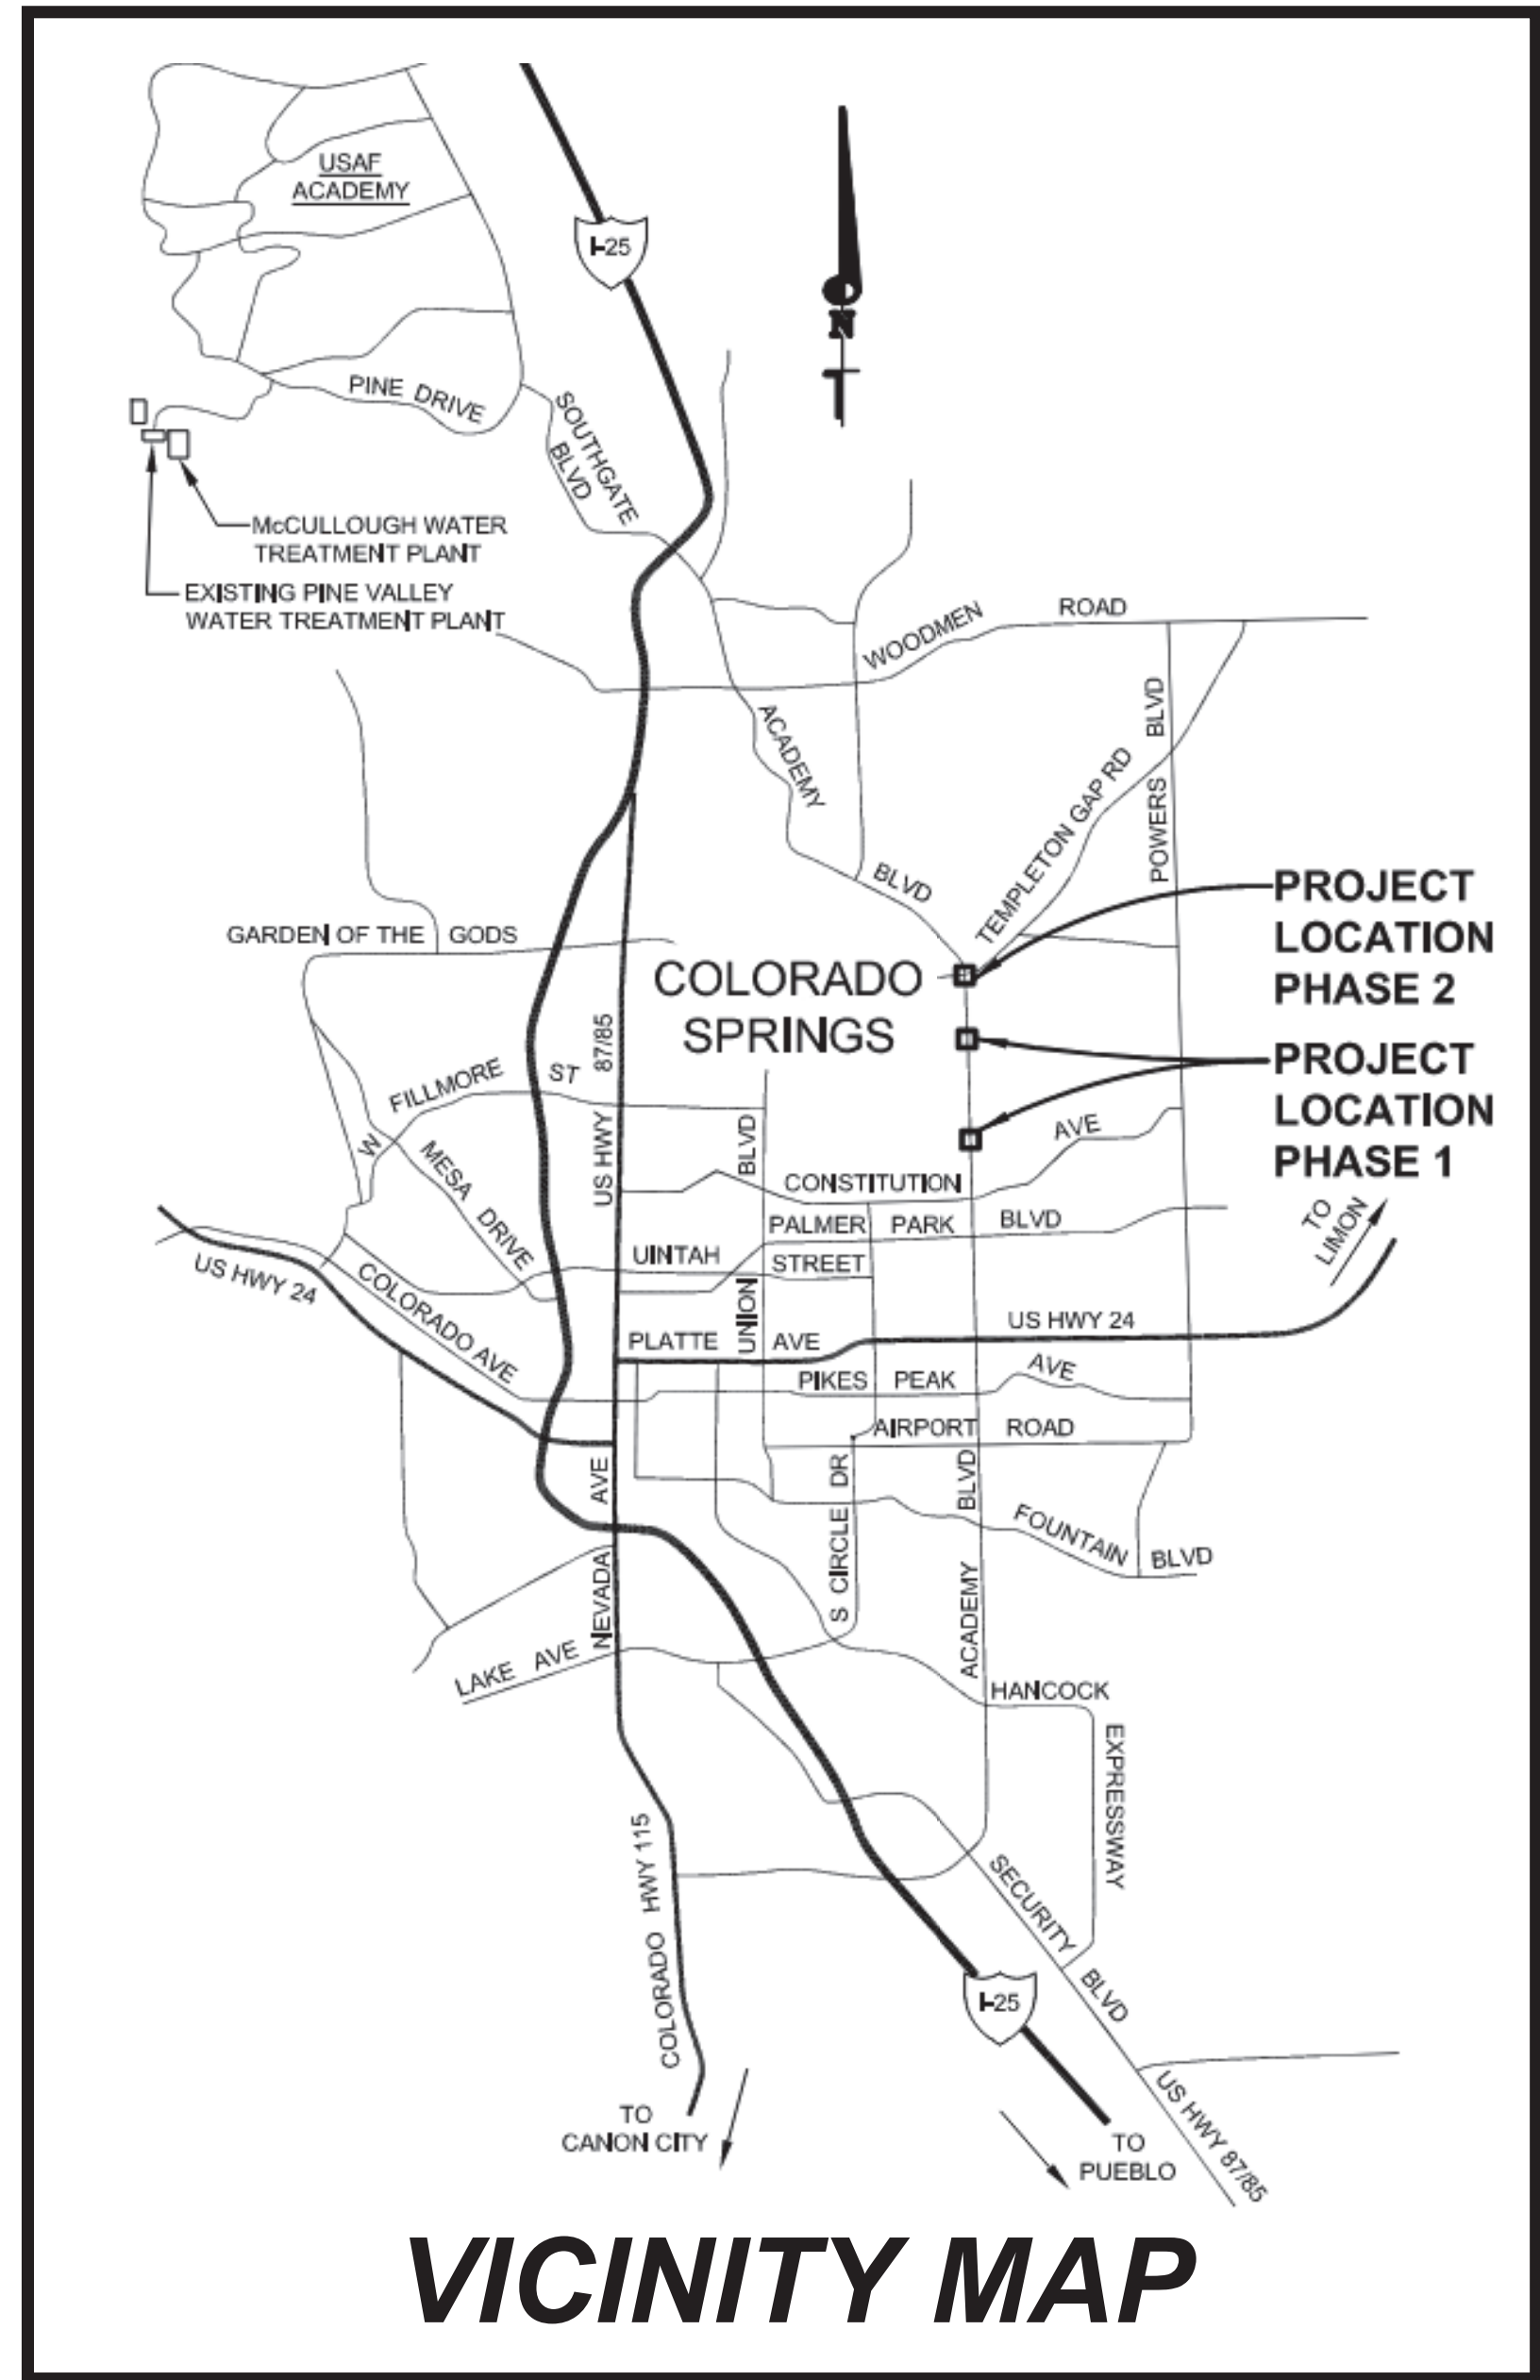 USAF
ACADEMY
I-25
N
PINE DRIVE
SOUTHGATE
BLVD
McCULLOUGH WATER
TREATMENT PLANT
EXISTING PINE VALLEY
WATER TREATMENT PLANT
WOODMEN
ROAD
ACADEMY
BLVD
TEMPLETON GAP RD
POWERS BLVD
PROJECT
LOCATION
PHASE 2
GARDEN OF THE GODS
COLORADO
SPRINGS
PROJECT
LOCATION
PHASE 1
US HWY 87/85
W FILLMORE ST
MESA DRIVE
UNION BLVD
CONSTITUTION AVE
PALMER PARK BLVD
UINTAH STREET
TO
LIMON
US HWY 24
COLORADO AVE
PLATTE AVE
US HWY 24
PIKES PEAK AVE
AIRPORT ROAD
NEVADA AVE
S CIRCLE DR
ACADEMY BLVD
FOUNTAIN BLVD
LAKE AVE
HANCOCK
EXPRESSWAY
COLORADO HWY 115
SECURITY BLVD
I-25
US HWY 87/85
TO
CANON CITY
TO
PUEBLO
VICINITY MAP